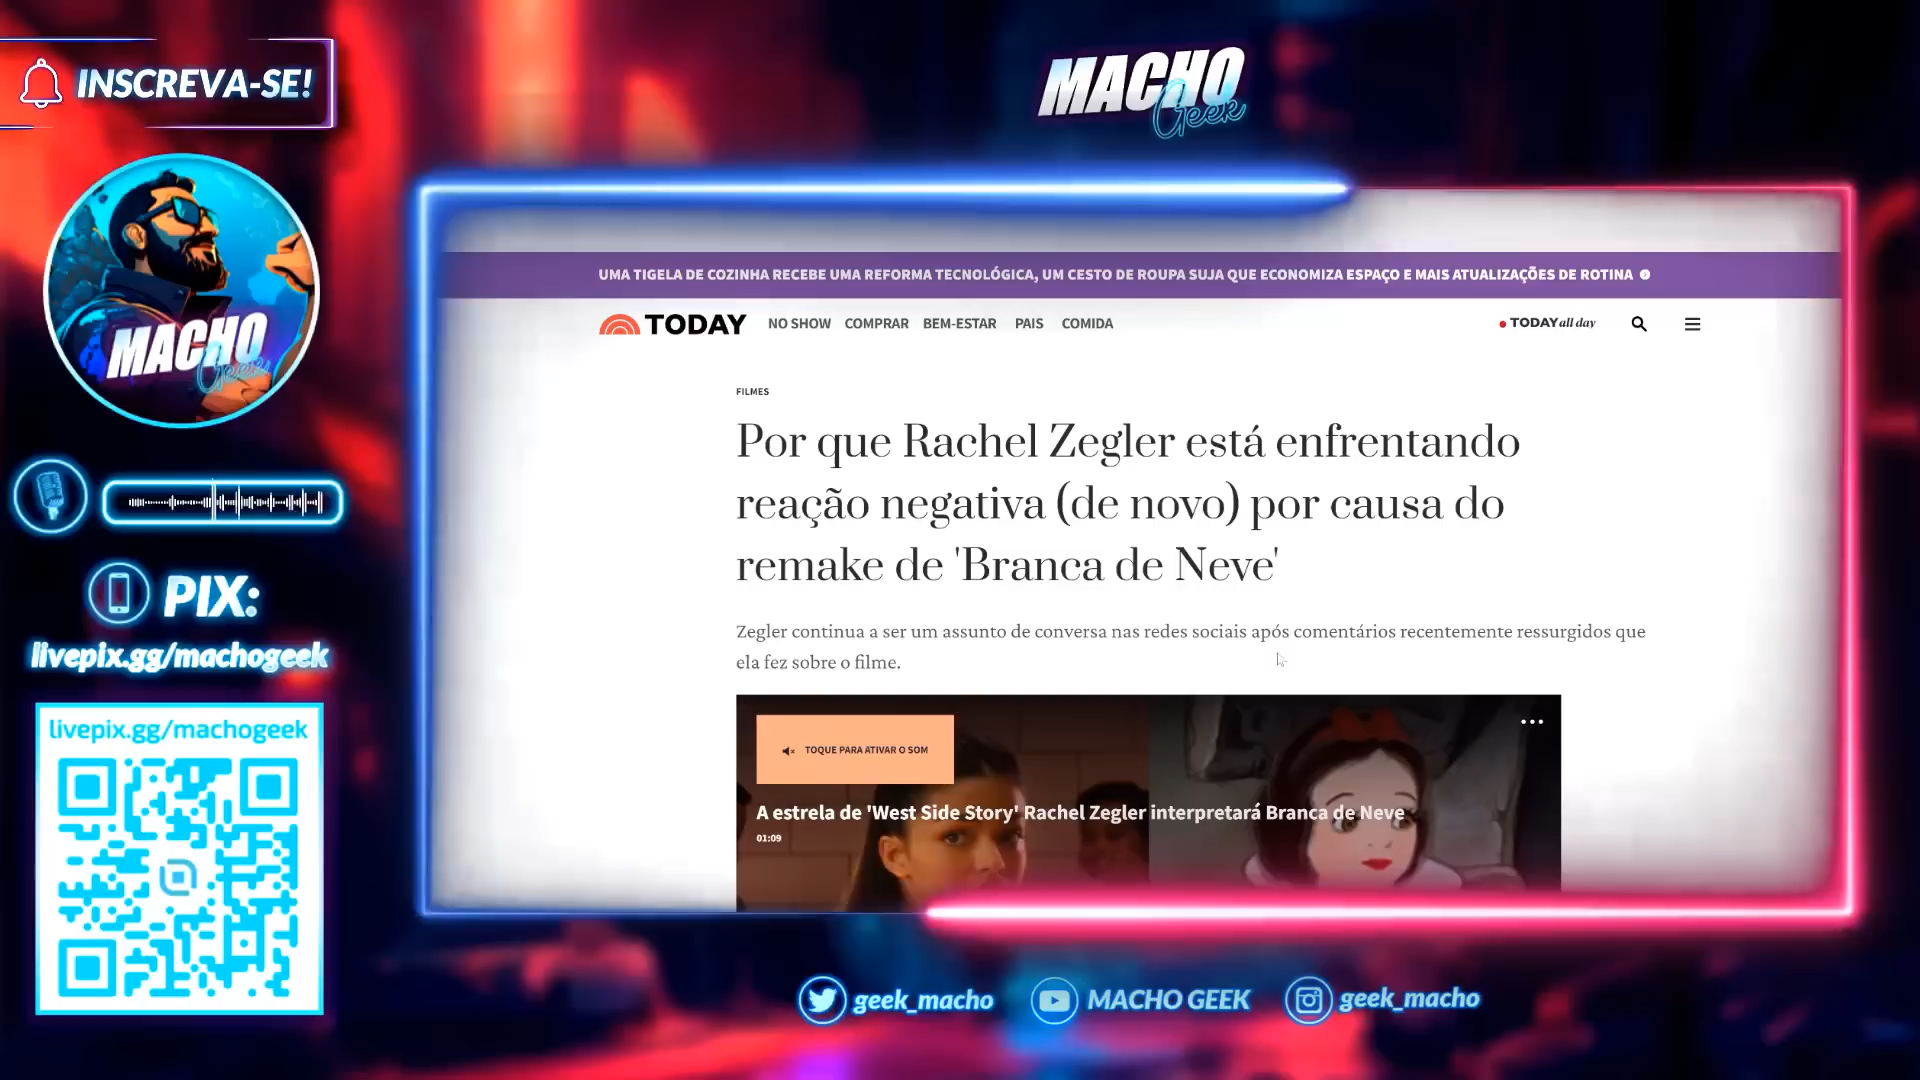 INSCREVA-SE!
MACHO
Geek
MACHO
Geek
PIX:
livepix.gg/machogeek
livepix.gg/machogeek
UMA TIGELA DE COZINHA RECEBE UMA REFORMA TECNOLÓGICA, UM CESTO DE ROUPA SUJA QUE ECONOMIZA ESPAÇO E MAIS ATUALIZAÇÕES DE ROTINA
TODAY NO SHOW COMPRAR BEM-ESTAR PAIS COMIDA TODAY all day
FILMES
Por que Rachel Zegler está enfrentando
reação negativa (de novo) por causa do
remake de 'Branca de Neve'
Zegler continua a ser um assunto de conversa nas redes sociais após comentários recentemente ressurgidos que
ela fez sobre o filme.
TOQUE PARA ATIVAR O SOM
A estrela de 'West Side Story' Rachel Zegler interpretará Branca de Neve
01:09
geek_macho MACHO GEEK geek_macho